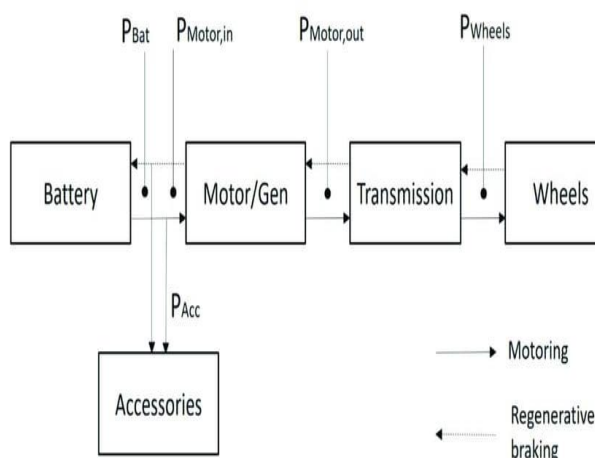 PBat
PMotor,in
PMotor,out
PWheels
Battery
Motor/Gen
Transmission
Wheels
PAcc
Accessories
Motoring
Regenerative
braking